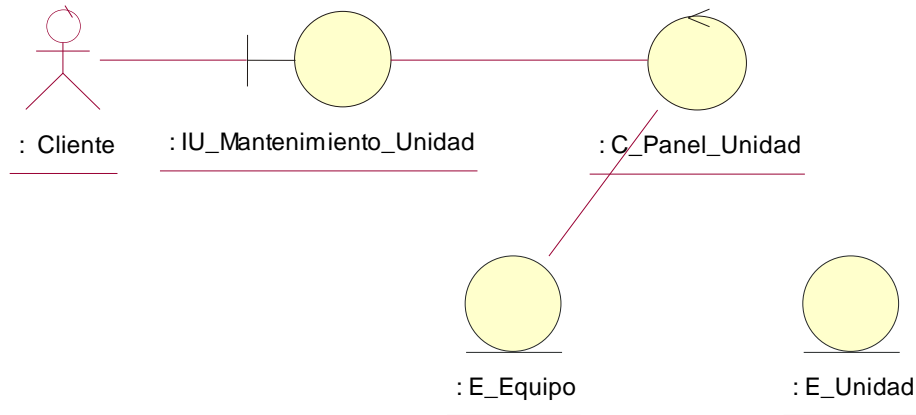 : Cliente
: IU_Mantenimiento_Unidad
: C_Panel_Unidad
: E_Equipo
: E_Unidad